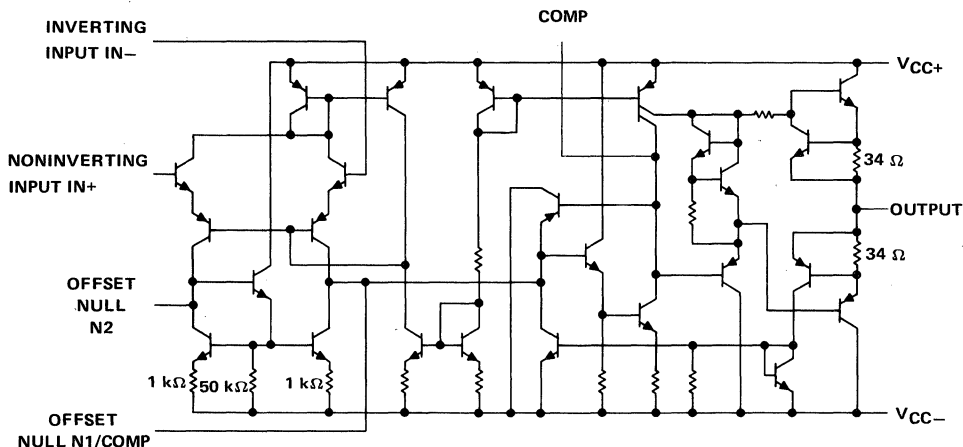 COMP
INVERTING
INPUT IN−
VCC+
NONINVERTING
INPUT IN+
34 Ω
OUTPUT
34 Ω
OFFSET
NULL
N2
1 kΩ
50 kΩ
1 kΩ
OFFSET
NULL N1/COMP
VCC−